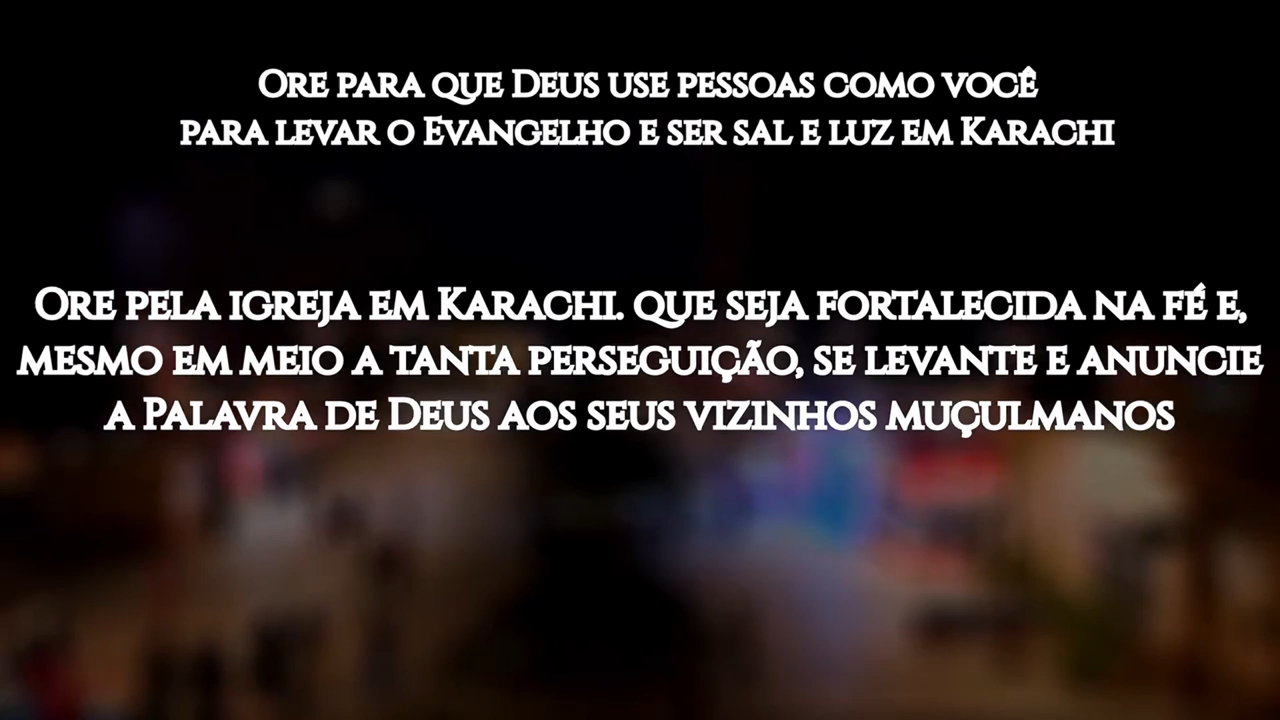 Ore para que Deus use pessoas como você
para levar o Evangelho e ser sal e luz em Karachi
Ore pela igreja em Karachi. que seja fortalecida na fé e,
mesmo em meio a tanta perseguição, se levante e anuncie
a Palavra de Deus aos seus vizinhos muçulmanos